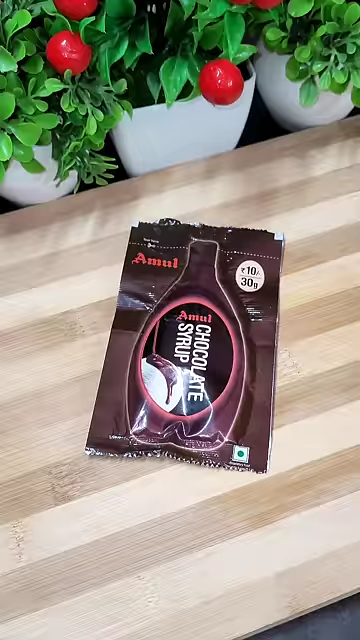 Amul
₹ 10/-
30g
Amul
CHOCOLATE
SYRUP